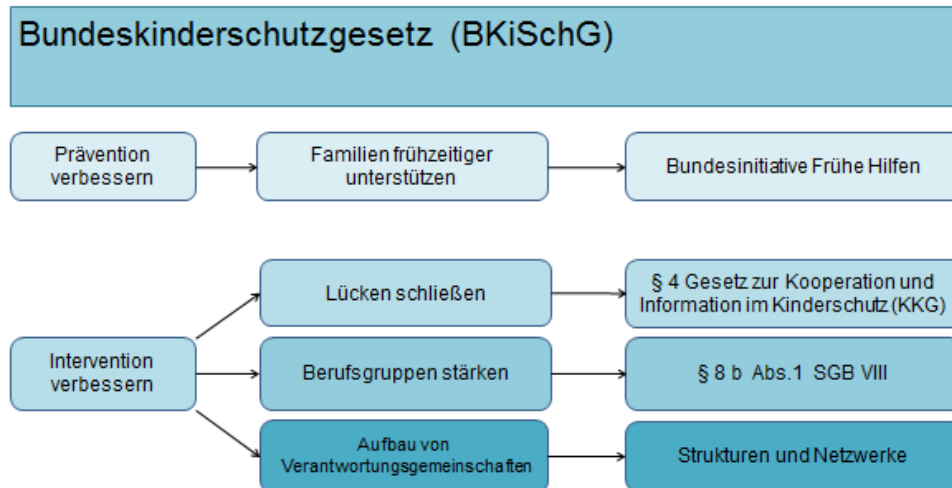 Bundeskinderschutzgesetz (BKiSchG)
Prävention
verbessern
Familien frühzeitiger
unterstützen
Bundesinitiative Frühe Hilfen
Intervention
verbessern
Lücken schließen
§ 4 Gesetz zur Kooperation und
Information im Kinderschutz (KKG)
Berufsgruppen stärken
§ 8 b Abs.1 SGB VIII
Aufbau von
Verantwortungsgemeinschaften
Strukturen und Netzwerke